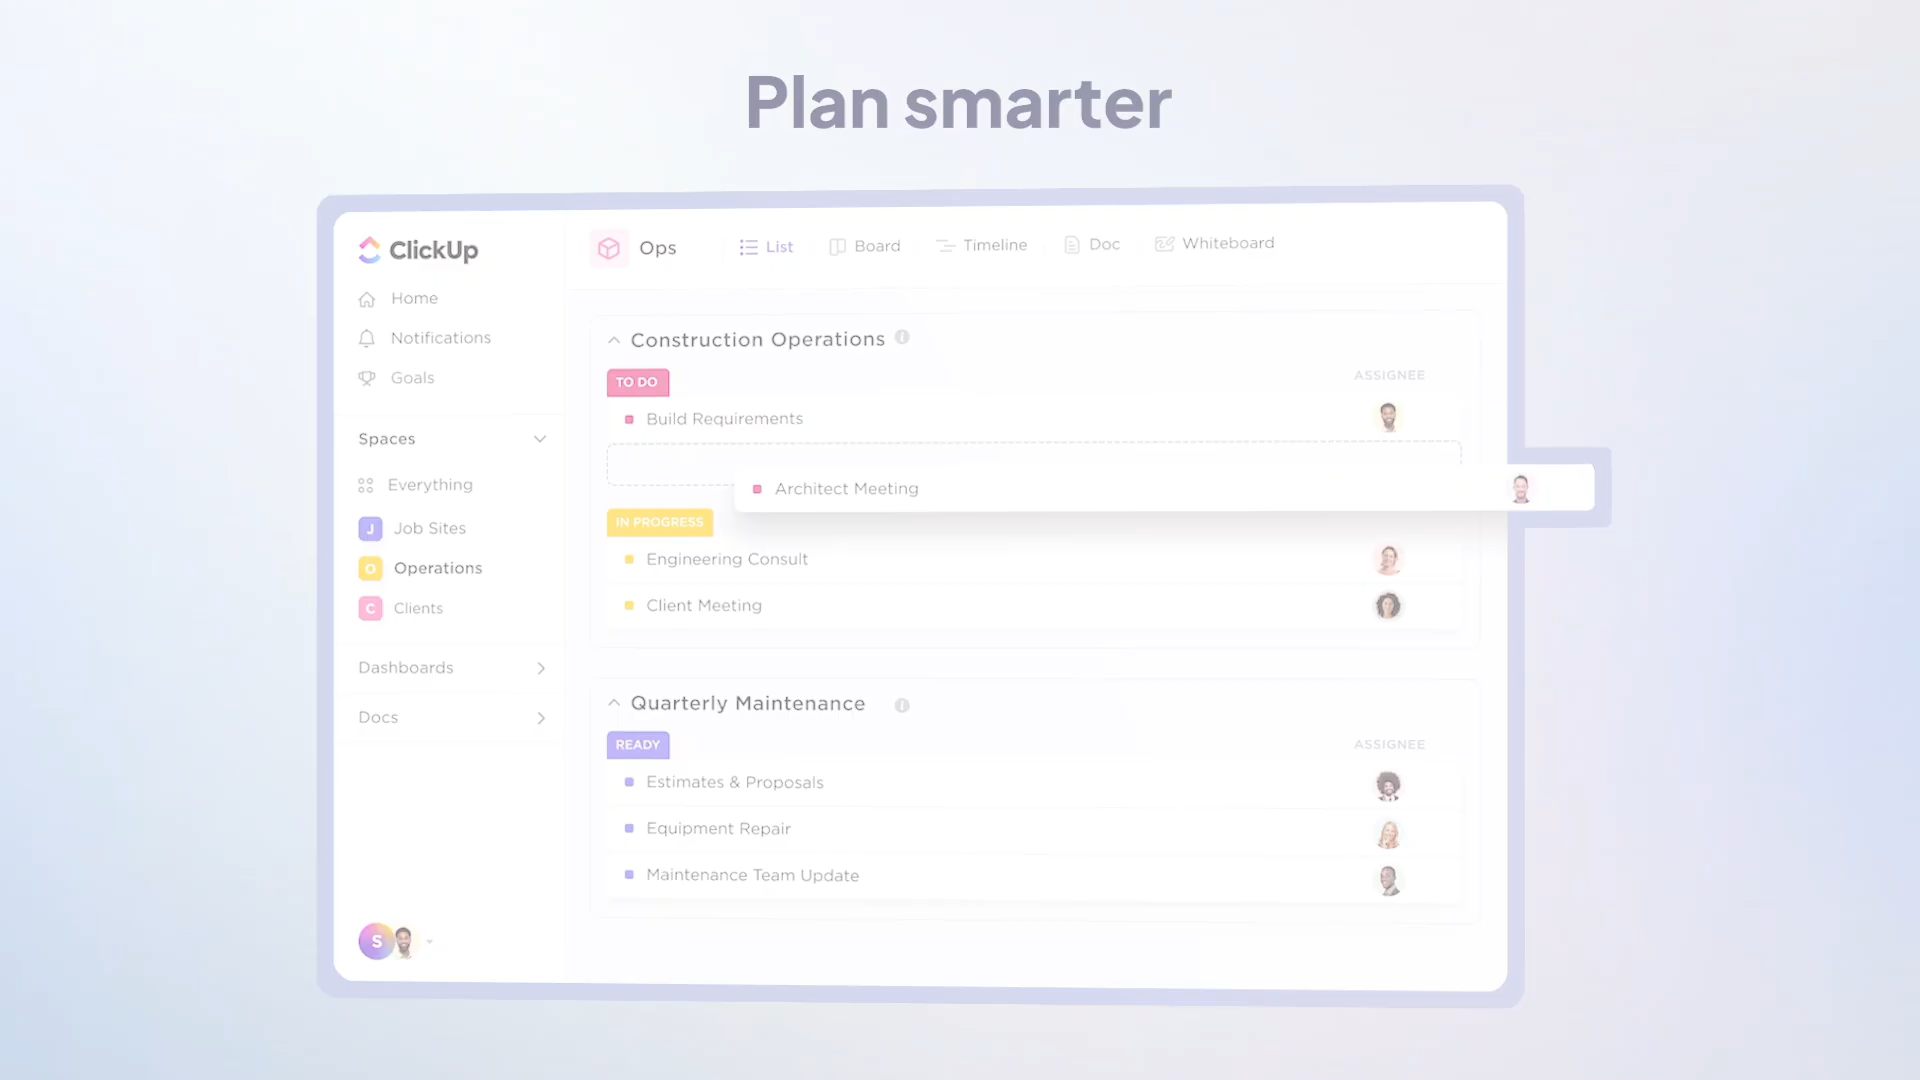 Plan smarter
ClickUp
Home
Notifications
Goals
Spaces
Everything
J Job Sites
O Operations
C Clients
Dashboards
Docs
S
Ops
List
Board
Timeline
Doc
Whiteboard
Construction Operations
TO DO
ASSIGNEE
Build Requirements
Architect Meeting
IN PROGRESS
Engineering Consult
Client Meeting
Quarterly Maintenance
READY
ASSIGNEE
Estimates & Proposals
Equipment Repair
Maintenance Team Update